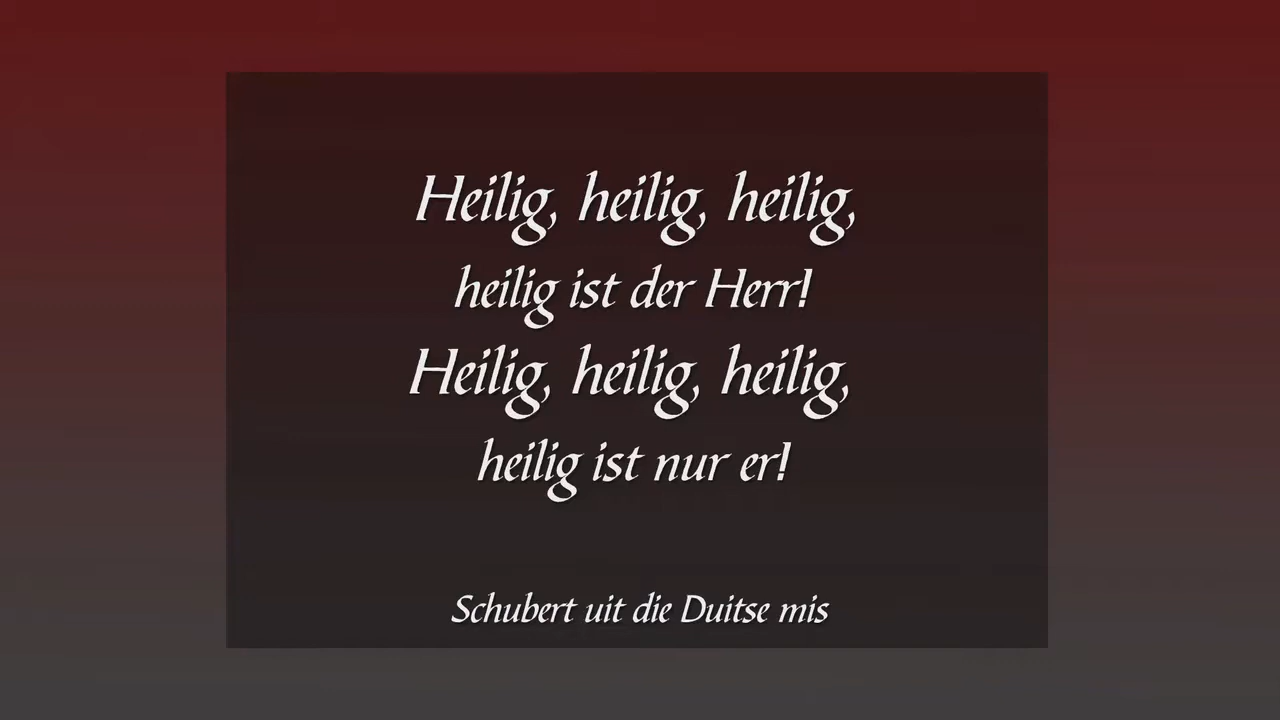 Heilig, heilig, heilig,
heilig ist der Herr!
Heilig, heilig, heilig,
heilig ist nur er!
Schubert uit die Duitse mis